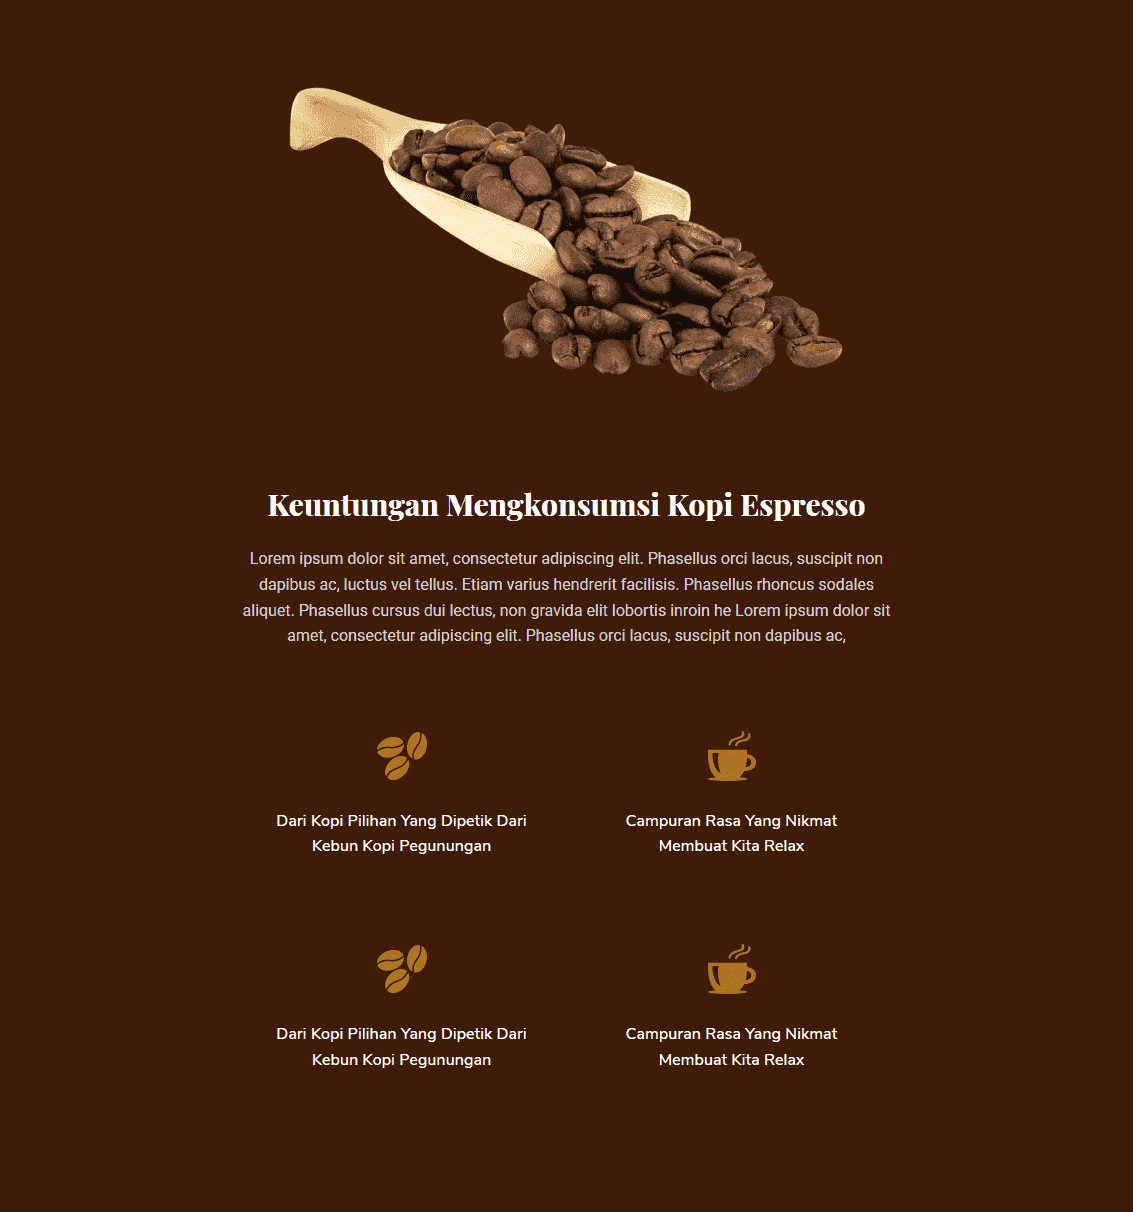 Keuntungan Mengkonsumsi Kopi Espresso
Lorem ipsum dolor sit amet, consectetur adipiscing elit. Phasellus orci lacus, suscipit non
dapibus ac, luctus vel tellus. Etiam varius hendrerit facilisis. Phasellus rhoncus sodales
aliquet. Phasellus cursus dui lectus, non gravida elit lobortis inroin he Lorem ipsum dolor sit
amet, consectetur adipiscing elit. Phasellus orci lacus, suscipit non dapibus ac,
Dari Kopi Pilihan Yang Dipetik Dari
Kebun Kopi Pegunungan
Campuran Rasa Yang Nikmat
Membuat Kita Relax
Dari Kopi Pilihan Yang Dipetik Dari
Kebun Kopi Pegunungan
Campuran Rasa Yang Nikmat
Membuat Kita Relax